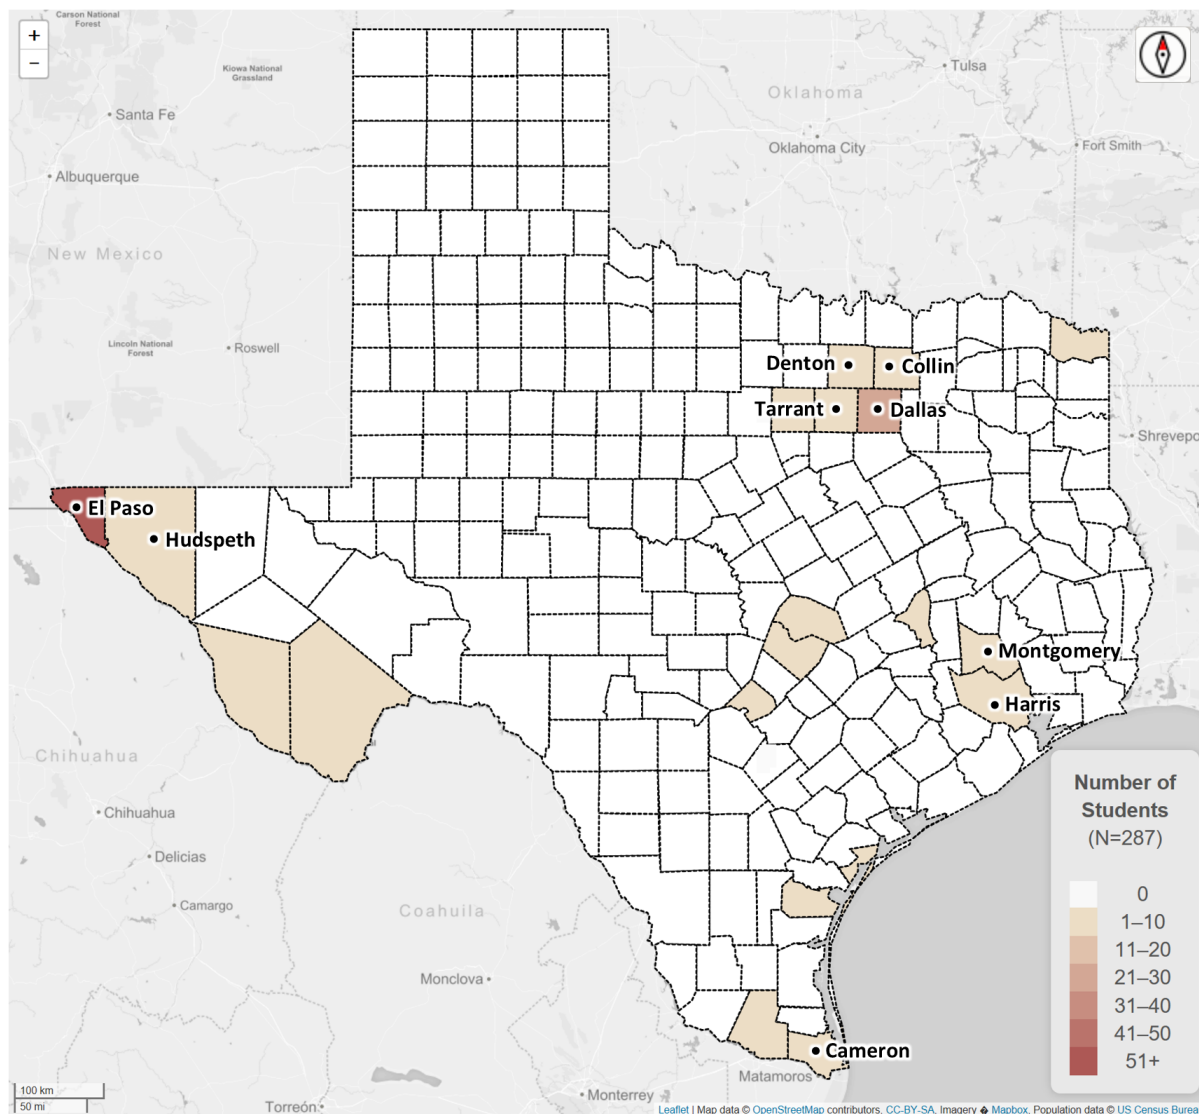 Carson National
Forest
+
−
Kiowa National
Grassland
Tulsa
Oklahoma
Santa Fe
Oklahoma City
Fort Smith
Albuquerque
New Mexico
Lincoln National
Forest
Roswell
Denton
Collin
Tarrant
Dallas
Shrevepo
El Paso
Hudspeth
Montgomery
Harris
Chihuahua
Number of
Students
(N=287)
Chihuahua
Delicias
0
Camargo
Coahuila
1–10
11–20
21–30
Monclova
31–40
41–50
Cameron
51+
Matamoros
100 km
Monterrey
50 mi
Torreón
Leaflet | Map data © OpenStreetMap contributors, CC-BY-SA, Imagery � Mapbox, Population data © US Census Burea